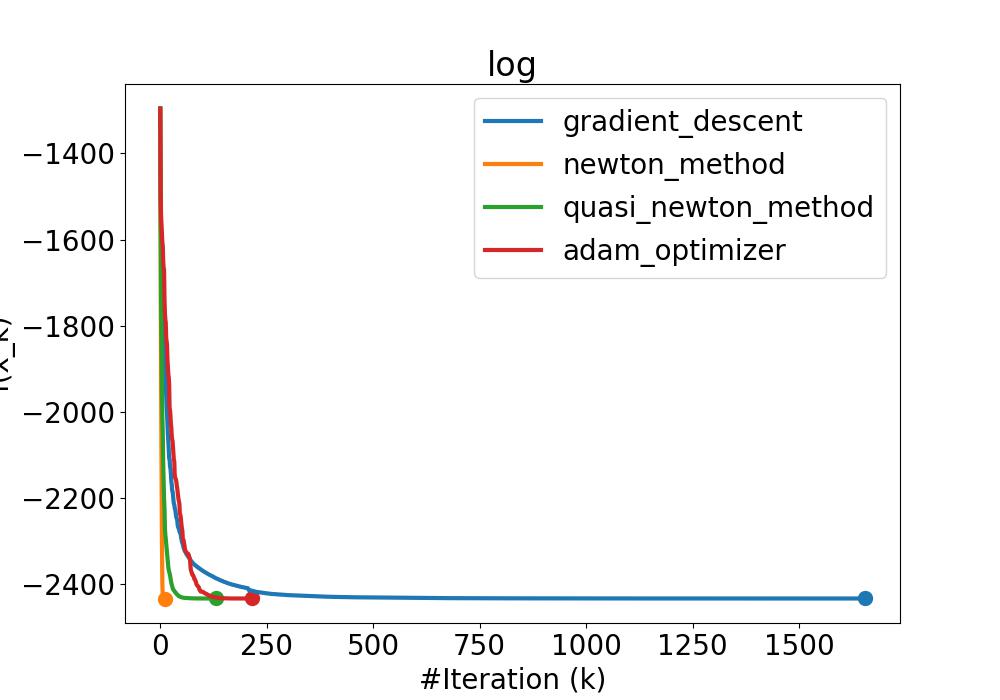 log
gradient_descent
newton_method
quasi_newton_method
adam_optimizer
−1400
−1600
−1800
−2000
−2200
−2400
0 250 500 750 1000 1250 1500
#Iteration (k)